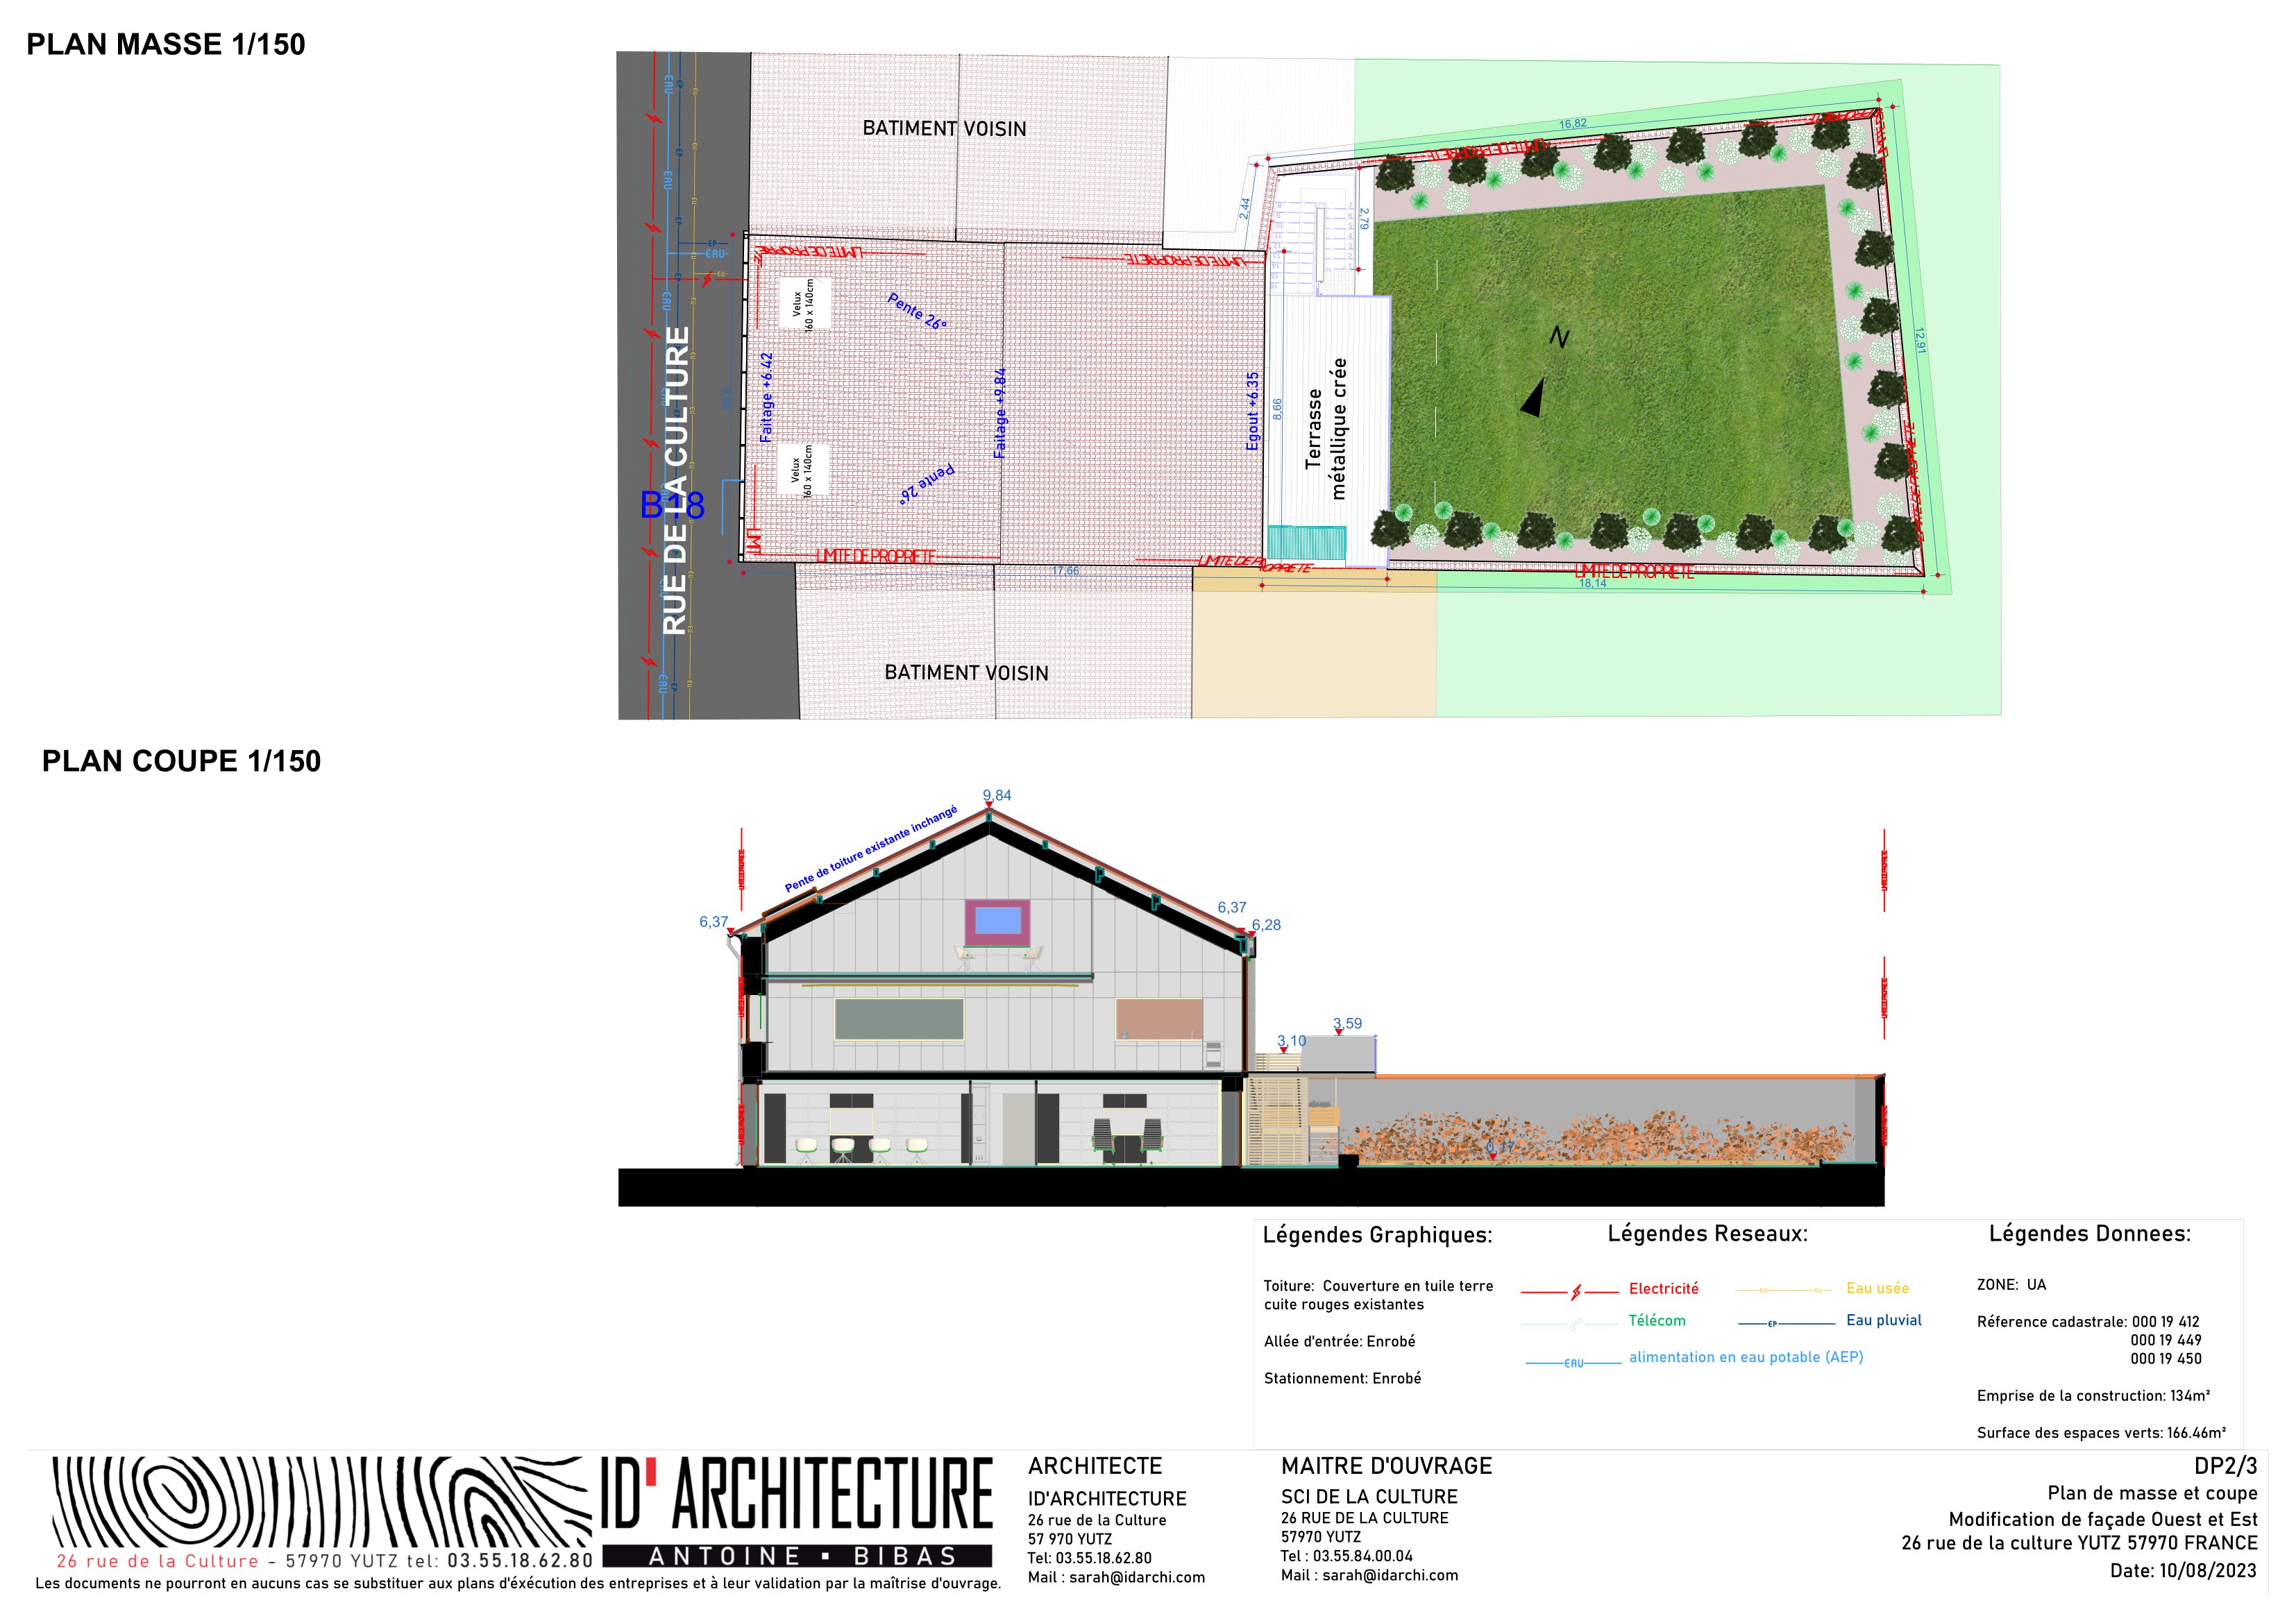 PLAN MASSE 1/150
BATIMENT VOISIN
16,82
LIMITE DE PROPRIETE
2,44
2,79
LIMITE DE PROPRIETE
LIMITE DE PROPRIETE
EP
EAU
EU
Velux
160 x 140cm
Pente 26°
N
12,91
RUE DE LA CULTURE
Faitage +6.42
Faitage +9.84
Egout +6.35
8,66
Terrasse
métallique crée
Velux
160 x 140cm
Pente 26°
B18
LIMITE DE PROPRIETE
LIMITE DE PROPRIETE
LIMITE DE PROPRIETE
17,66
18,14
BATIMENT VOISIN
PLAN COUPE 1/150
9,84
Pente de toiture existante inchangé
6,37
6,37
6,28
3,59
3,10
0,17
Légendes Graphiques:
Toiture: Couverture en tuile terre
cuite rouges existantes
Allée d'entrée: Enrobé
Stationnement: Enrobé
Légendes Reseaux:
Electricité
EU EU Eau usée
Télécom
EP Eau pluvial
EAU alimentation en eau potable (AEP)
Légendes Donnees:
ZONE: UA
Réference cadastrale: 000 19 412
000 19 449
000 19 450
Emprise de la construction: 134m²
Surface des espaces verts: 166.46m²
ID'ARCHITECTURE
ANTOINE ▪ BIBAS
26 rue de la Culture - 57970 YUTZ tel: 03.55.18.62.80
Les documents ne pourront en aucuns cas se substituer aux plans d'éxécution des entreprises et à leur validation par la maîtrise d'ouvrage.
ARCHITECTE
ID'ARCHITECTURE
26 rue de la Culture
57 970 YUTZ
Tel: 03.55.18.62.80
Mail : sarah@idarchi.com
MAITRE D'OUVRAGE
SCI DE LA CULTURE
26 RUE DE LA CULTURE
57970 YUTZ
Tel : 03.55.84.00.04
Mail : sarah@idarchi.com
DP2/3
Plan de masse et coupe
Modification de façade Ouest et Est
26 rue de la culture YUTZ 57970 FRANCE
Date: 10/08/2023